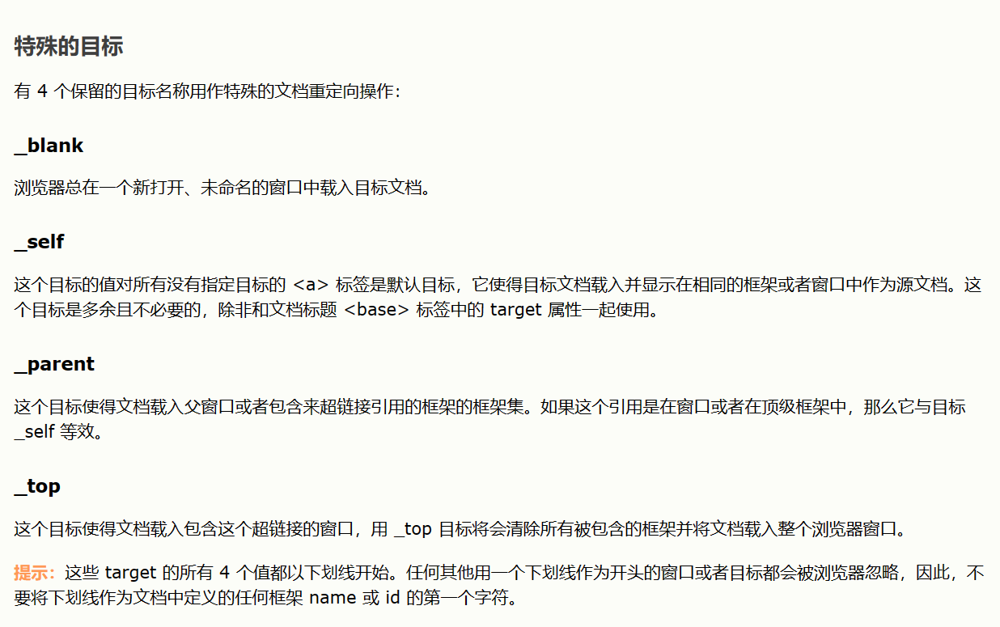 特殊的目标
有 4 个保留的目标名称用作特殊的文档重定向操作：
_blank
浏览器总在一个新打开、未命名的窗口中载入目标文档。
_self
这个目标的值对所有没有指定目标的 <a> 标签是默认目标，它使得目标文档载入并显示在相同的框架或者窗口中作为源文档。这
个目标是多余且不必要的，除非和文档标题 <base> 标签中的 target 属性一起使用。
_parent
这个目标使得文档载入父窗口或者包含来超链接引用的框架的框架集。如果这个引用是在窗口或者在顶级框架中，那么它与目标
_self 等效。
_top
这个目标使得文档载入包含这个超链接的窗口，用 _top 目标将会清除所有被包含的框架并将文档载入整个浏览器窗口。
提示：这些 target 的所有 4 个值都以下划线开始。任何其他用一个下划线作为开头的窗口或者目标都会被浏览器忽略，因此，不
要将下划线作为文档中定义的任何框架 name 或 id 的第一个字符。